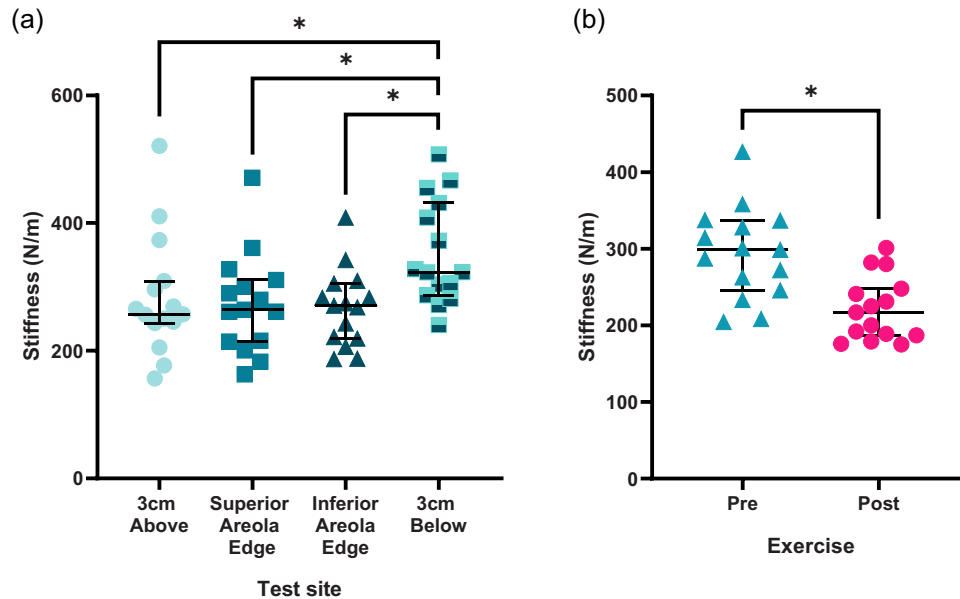 (a)
*
*
*
Stiffness (N/m)
600
400
200
0
3cm
Above
Superior
Areola
Edge
Inferior
Areola
Edge
3cm
Below
Test site
(b)
*
Stiffness (N/m)
500
400
300
200
100
0
Pre
Post
Exercise